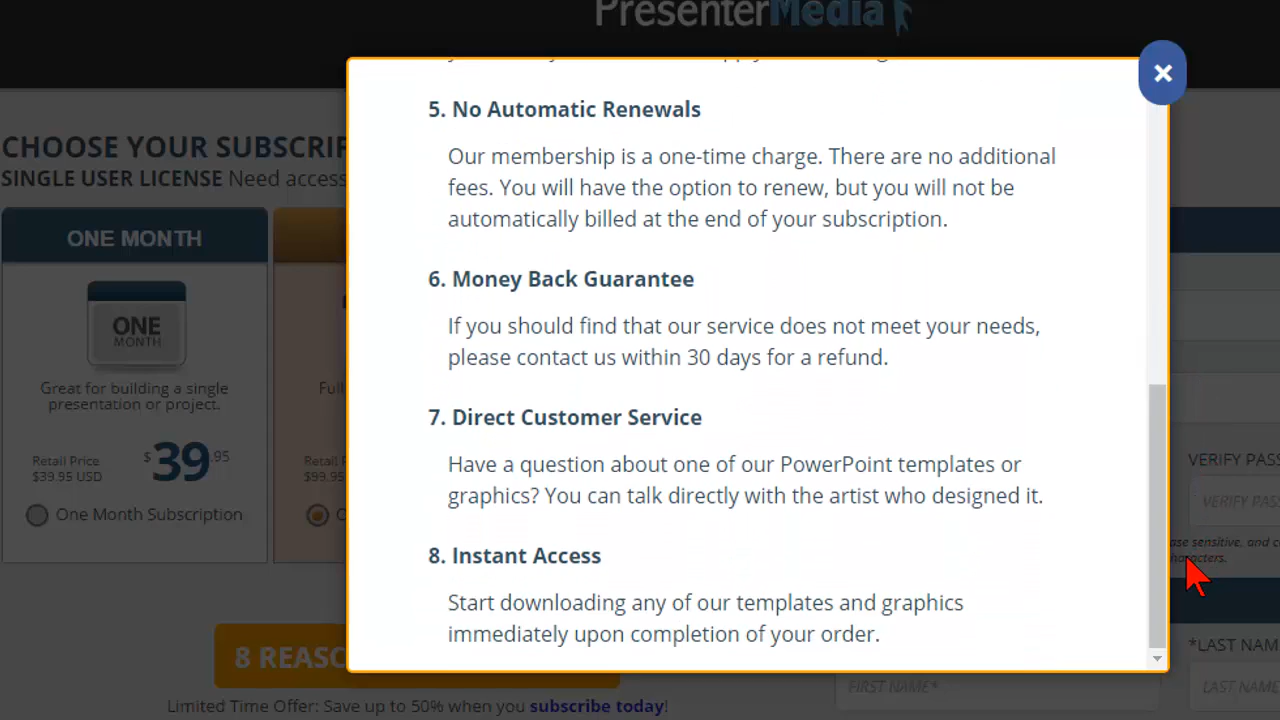 PresenterMedia
5. No Automatic Renewals
Our membership is a one-time charge. There are no additional
fees. You will have the option to renew, but you will not be
automatically billed at the end of your subscription.
6. Money Back Guarantee
If you should find that our service does not meet your needs,
please contact us within 30 days for a refund.
7. Direct Customer Service
Have a question about one of our PowerPoint templates or
graphics? You can talk directly with the artist who designed it.
8. Instant Access
Start downloading any of our templates and graphics
immediately upon completion of your order.
CHOOSE YOUR SUBSCRI
SINGLE USER LICENSE Need access
ONE MONTH
ONE
MONTH
Great for building a single
presentation or project.
Retail Price
$39.95 USD
$39.95
One Month Subscription
Full
Retail
$99.95
8 REASO
Limited Time Offer: Save up to 50% when you subscribe today!
VERIFY PASS
VERIFY PAS
ase sensitive, and
haracters.
*LAST NAM
FIRST NAME*
LAST NAM